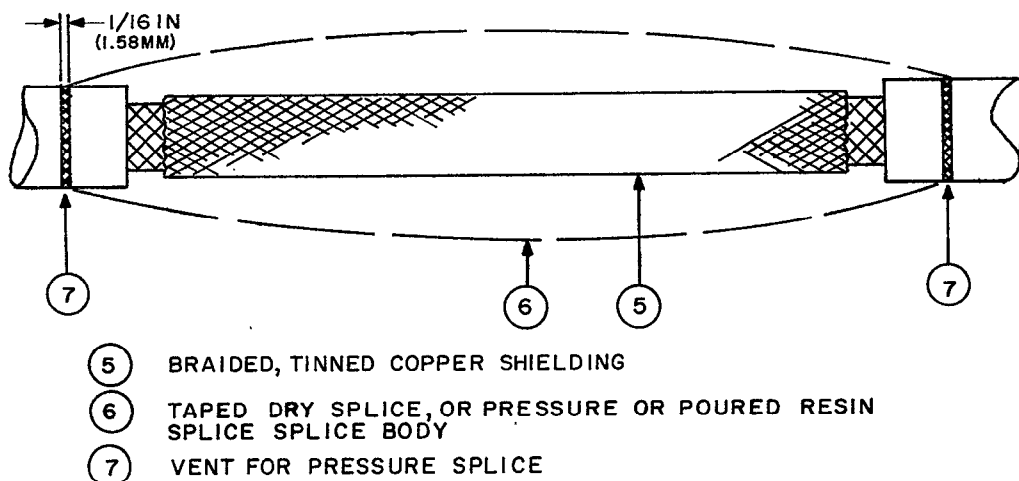 1/16 IN
(1.58MM)
7
6
5
7
5 BRAIDED, TINNED COPPER SHIELDING
6 TAPED DRY SPLICE, OR PRESSURE OR POURED RESIN
SPLICE SPLICE BODY
7 VENT FOR PRESSURE SPLICE